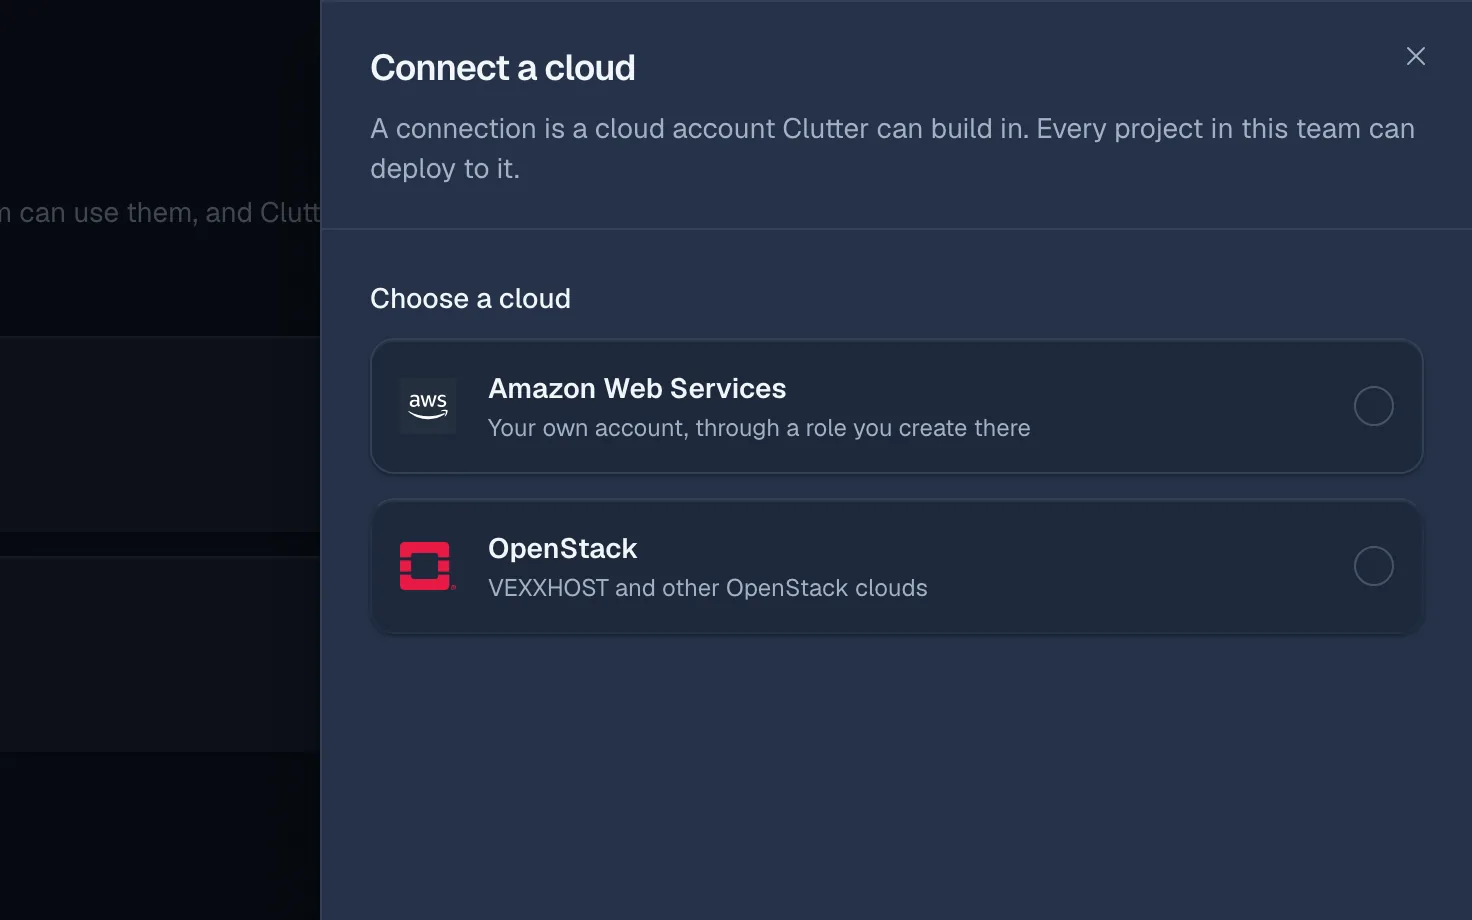 Connect a cloud
A connection is a cloud account Clutter can build in. Every project in this team can
deploy to it.
can use them, and Clutt
Choose a cloud
aws
Amazon Web Services
Your own account, through a role you create there
OpenStack
VEXXHOST and other OpenStack clouds